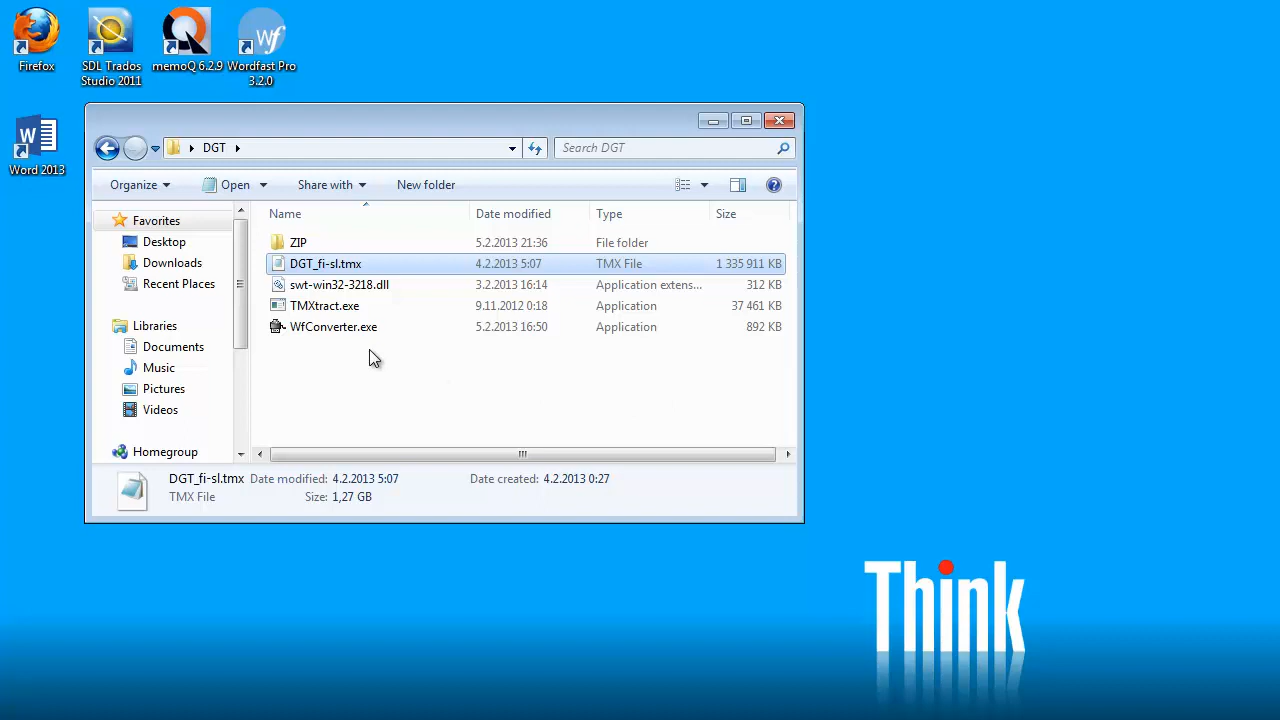 Firefox
SDL Trados
Studio 2011
memoQ 6.2.9
Wordfast Pro
3.2.0
Word 2013
DGT
Search DGT
Organize
Open
Share with
New folder
Name
Date modified
Type
Size
ZIP 5.2.2013 21:36 File folder
DGT_fi-sl.tmx 4.2.2013 5:07 TMX File 1 335 911 KB
swt-win32-3218.dll 3.2.2013 16:14 Application extens... 312 KB
TMXtract.exe 9.11.2012 0:18 Application 37 461 KB
WfConverter.exe 5.2.2013 16:50 Application 892 KB
Favorites
Desktop
Downloads
Recent Places
Libraries
Documents
Music
Pictures
Videos
Homegroup
DGT_fi-sl.tmx Date modified: 4.2.2013 5:07 Date created: 4.2.2013 0:27
TMX File Size: 1,27 GB
Think